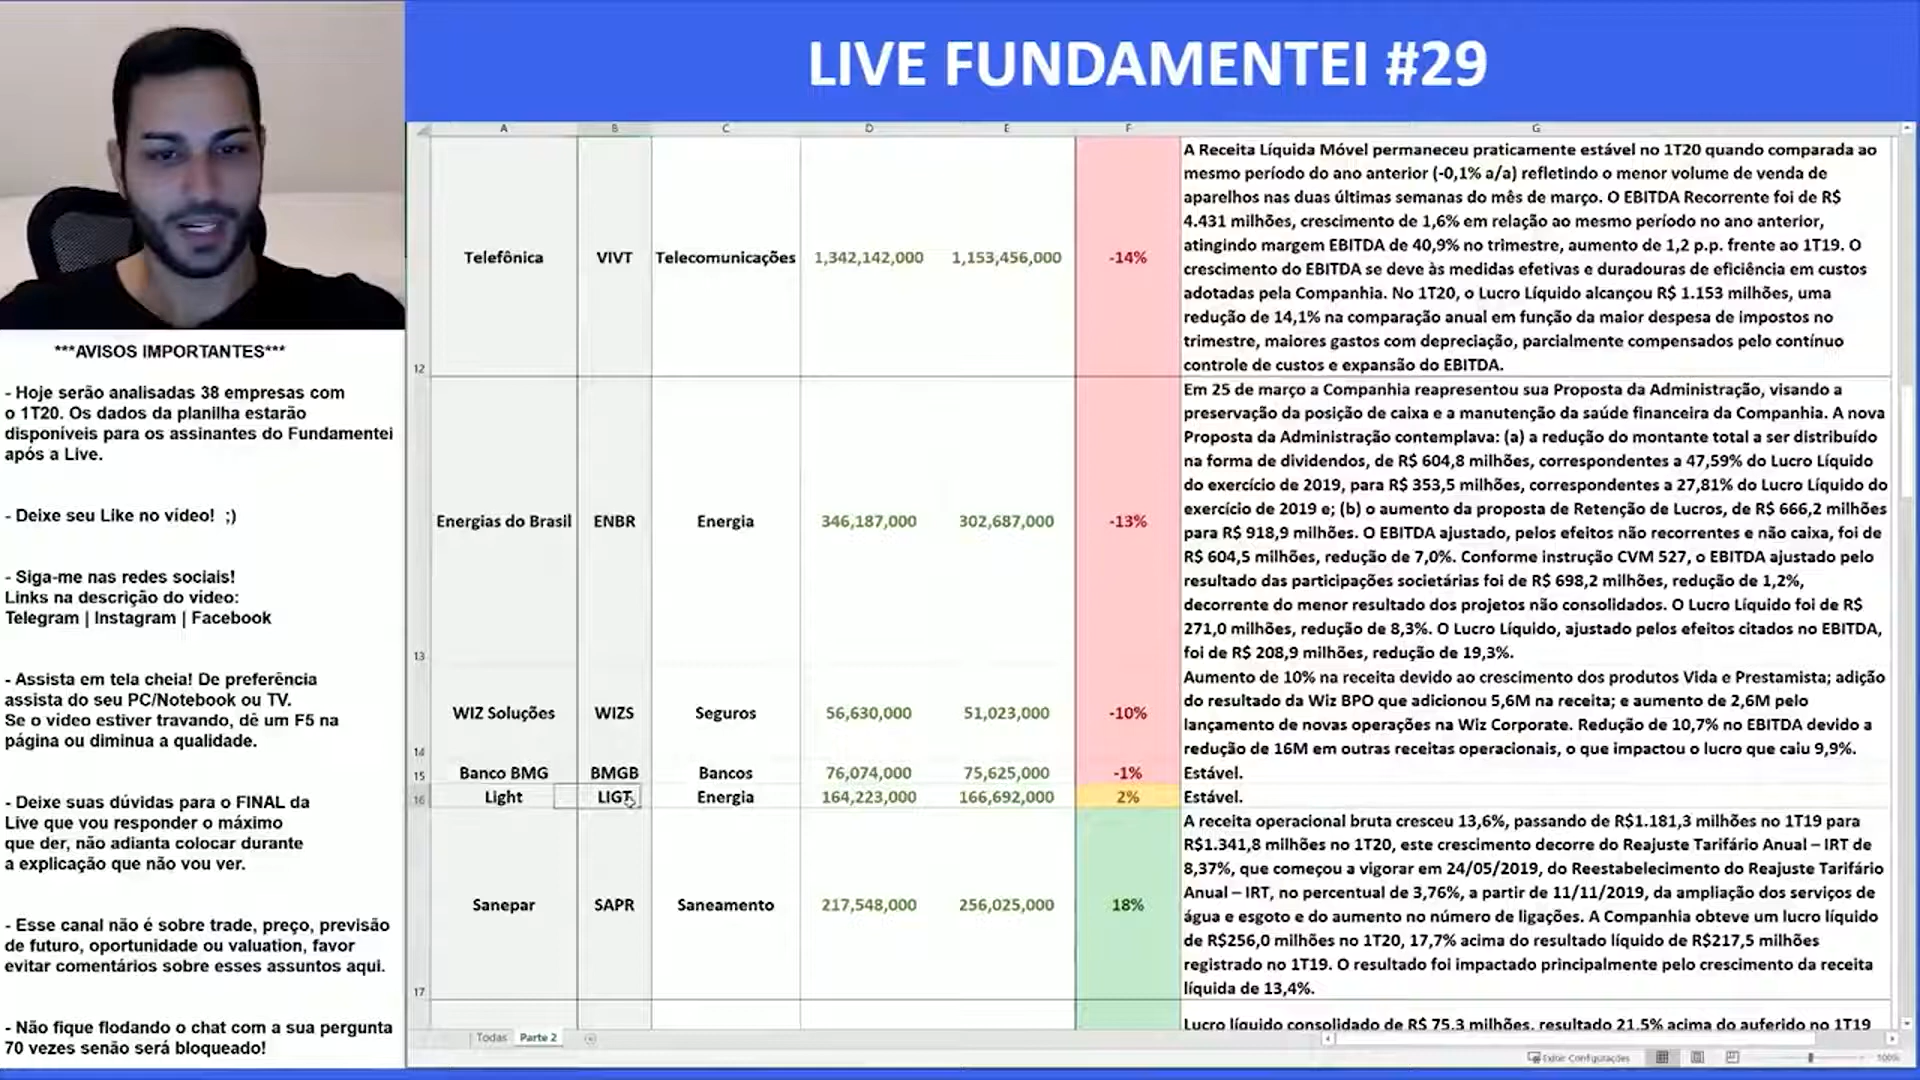 LIVE FUNDAMENTEI #29
***AVISOS IMPORTANTES***
- Hoje serão analisadas 38 empresas com
o 1T20. Os dados da planilha estarão
disponíveis para os assinantes do Fundamentei
após a Live.
- Deixe seu Like no vídeo! ;)
- Siga-me nas redes sociais!
Links na descrição do vídeo:
Telegram | Instagram | Facebook
- Assista em tela cheia! De preferência
assista do seu PC/Notebook ou TV.
Se o vídeo estiver travando, dê um F5 na
página ou diminua a qualidade.
- Deixe suas dúvidas para o FINAL da
Live que vou responder o máximo
que der, não adianta colocar durante
a explicação que não vou ver.
- Esse canal não é sobre trade, preço, previsão
de futuro, oportunidade ou valuation, favor
evitar comentários sobre esses assuntos aqui.
- Não fique flodando o chat com a sua pergunta
70 vezes senão será bloqueado!
A B C D E F G
12 Telefônica VIVT Telecomunicações 1,342,142,000 1,153,456,000 -14%
A Receita Líquida Móvel permaneceu praticamente estável no 1T20 quando comparada ao
mesmo período do ano anterior (-0,1% a/a) refletindo o menor volume de venda de
aparelhos nas duas últimas semanas do mês de março. O EBITDA Recorrente foi de R$
4.431 milhões, crescimento de 1,6% em relação ao mesmo período no ano anterior,
atingindo margem EBITDA de 40,9% no trimestre, aumento de 1,2 p.p. frente ao 1T19. O
crescimento do EBITDA se deve às medidas efetivas e duradouras de eficiência em custos
adotadas pela Companhia. No 1T20, o Lucro Líquido alcançou R$ 1.153 milhões, uma
redução de 14,1% na comparação anual em função da maior despesa de impostos no
trimestre, maiores gastos com depreciação, parcialmente compensados pelo contínuo
controle de custos e expansão do EBITDA.
13 Energias do Brasil ENBR Energia 346,187,000 302,687,000 -13%
Em 25 de março a Companhia reapresentou sua Proposta da Administração, visando a
preservação da posição de caixa e a manutenção da saúde financeira da Companhia. A nova
Proposta da Administração contemplava: (a) a redução do montante total a ser distribuído
na forma de dividendos, de R$ 604,8 milhões, correspondentes a 47,59% do Lucro Líquido
do exercício de 2019, para R$ 353,5 milhões, correspondentes a 27,81% do Lucro Líquido do
exercício de 2019 e; (b) o aumento da proposta de Retenção de Lucros, de R$ 666,2 milhões
para R$ 918,9 milhões. O EBITDA ajustado, pelos efeitos não recorrentes e não caixa, foi de
R$ 604,5 milhões, redução de 7,0%. Conforme instrução CVM 527, o EBITDA ajustado pelo
resultado das participações societárias foi de R$ 698,2 milhões, redução de 1,2%,
decorrente do menor resultado dos projetos não consolidados. O Lucro Líquido foi de R$
271,0 milhões, redução de 8,3%. O Lucro Líquido, ajustado pelos efeitos citados no EBITDA,
foi de R$ 208,9 milhões, redução de 19,3%.
14 WIZ Soluções WIZS Seguros 56,630,000 51,023,000 -10%
Aumento de 10% na receita devido ao crescimento dos produtos Vida e Prestamista; adição
do resultado da Wiz BPO que adicionou 5,6M na receita; e aumento de 2,6M pelo
lançamento de novas operações na Wiz Corporate. Redução de 10,7% no EBITDA devido a
redução de 16M em outras receitas operacionais, o que impactou o lucro que caiu 9,9%.
15 Banco BMG BMGB Bancos 76,074,000 75,625,000 -1% Estável.
16 Light LIGT Energia 164,223,000 166,692,000 2% Estável.
17 Sanepar SAPR Saneamento 217,548,000 256,025,000 18%
A receita operacional bruta cresceu 13,6%, passando de R$1.181,3 milhões no 1T19 para
R$1.341,8 milhões no 1T20, este crescimento decorre do Reajuste Tarifário Anual – IRT de
8,37%, que começou a vigorar em 24/05/2019, do Reestabelecimento do Reajuste Tarifário
Anual – IRT, no percentual de 3,76%, a partir de 11/11/2019, da ampliação dos serviços de
água e esgoto e do aumento no número de ligações. A Companhia obteve um lucro líquido
de R$256,0 milhões no 1T20, 17,7% acima do resultado líquido de R$217,5 milhões
registrado no 1T19. O resultado foi impactado principalmente pelo crescimento da receita
líquida de 13,4%.
Lucro líquido consolidado de R$ 75,3 milhões, resultado 21,5% acima do auferido no 1T19
Todas Parte 2
Exibir Configurações
100%